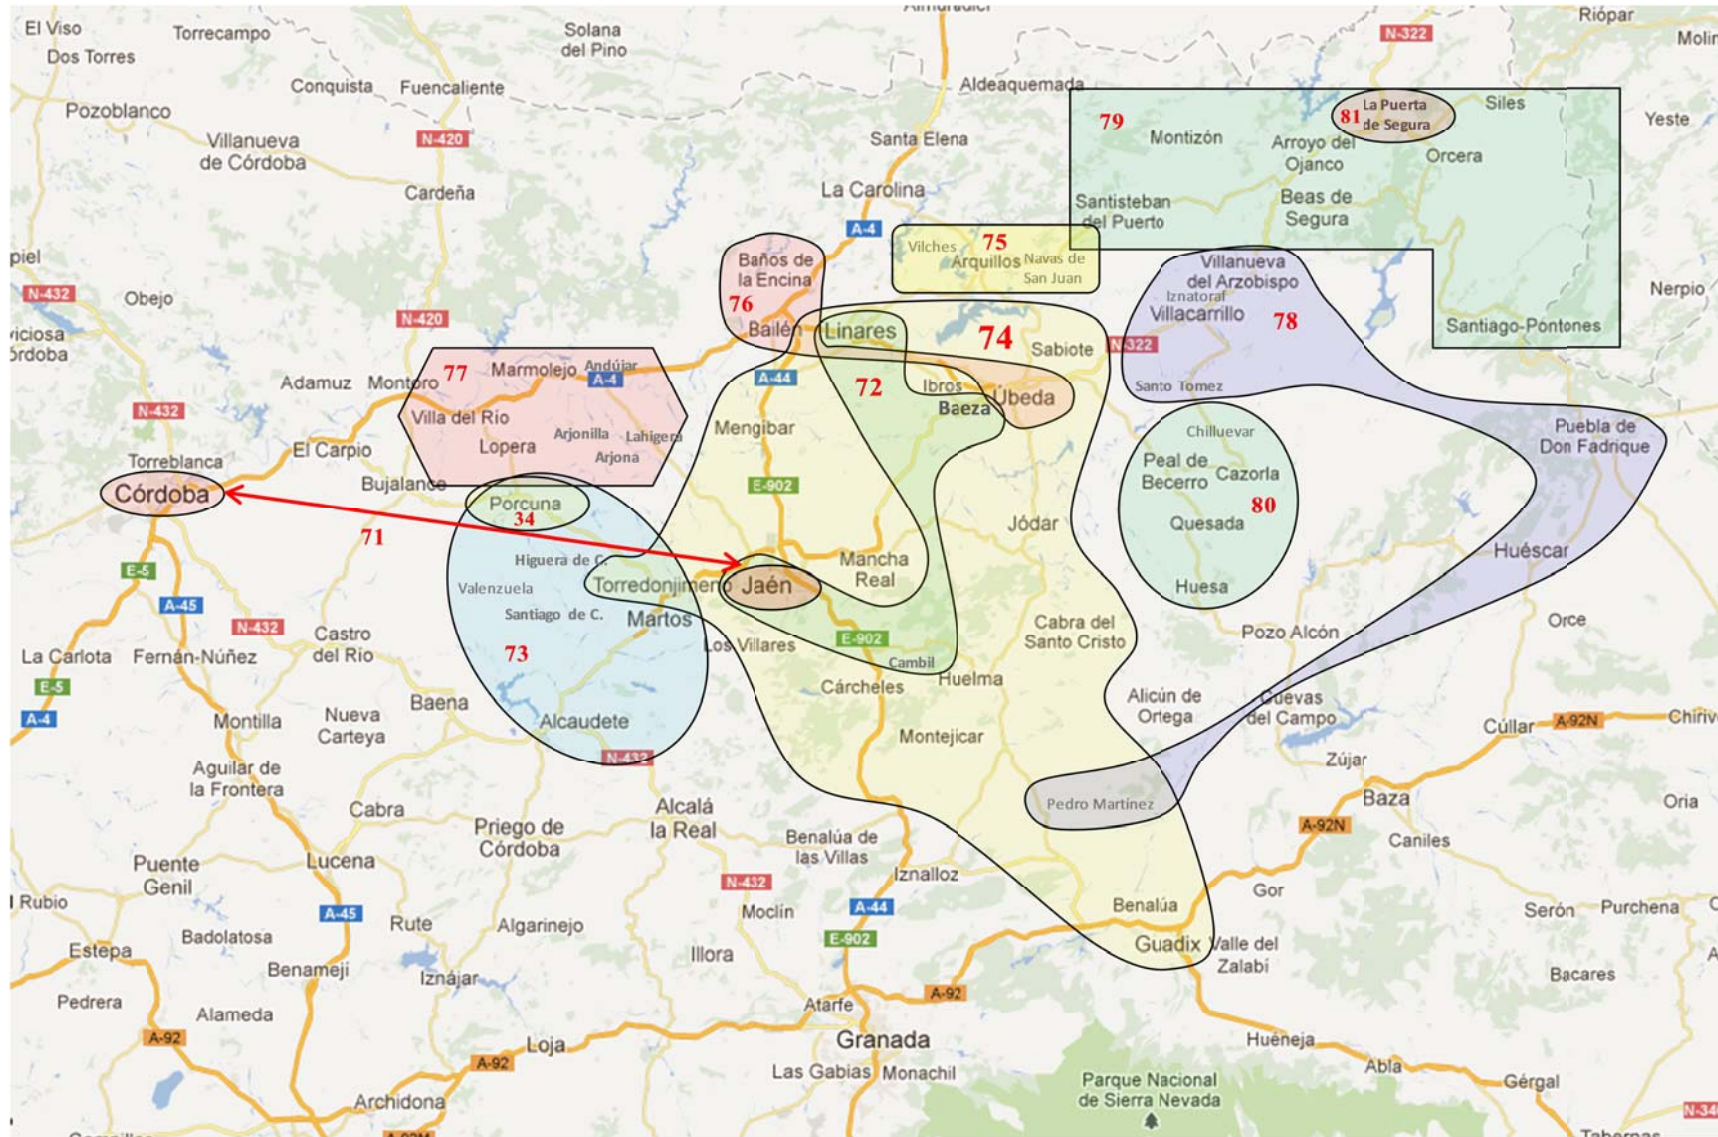 Almuradiel
El Viso
Torrecampo
Solana
del Pino
Riópar
N-322
Dos Torres
Conquista
Fuencaliente
Aldeaquemada
Pozoblanco
La Puerta
81 de Segura
Siles
Yeste
79
Villanueva
de Córdoba
N-420
Santa Elena
Montizón
Arroyo del
Ojanco
Orcera
Cardeña
La Carolina
Santisteban
del Puerto
Beas de
Segura
A-4
75
Vilches
Arquillos
Navas de
San Juan
Baños de
la Encina
76
Villanueva
del Arzobispo
Iznatoraf
Villacarrillo
78
N-432
Obejo
Nerpio
N-420
Bailén
Linares
74
Sabiote
N-322
Santiago-Pontones
77
Marmolejo
Andújar
A-4
Adamuz
Montoro
A-44
72
Ibros
Baeza
Úbeda
Santo Tomez
N-432
Villa del Río
Lopera
Arjonilla
Lahigera
Arjona
Mengibar
Chilluevar
Puebla de
Don Fadrique
El Carpio
Torreblanca
Peal de
Becerro
Cazorla
Córdoba
Bujalance
E-902
Porcuna
34
80
71
Jódar
Quesada
Huéscar
E-5
Higuera de C.
Mancha
Real
Valenzuela
Torredonjimeno
Jaén
Huesa
A-45
Santiago de C.
Martos
N-432
Castro
del Río
Los Villares
E-902
Cabra del
Santo Cristo
Pozo Alcón
Orce
La Carlota
Fernán-Núñez
73
Cambil
Huelma
E-5
Cárcheles
Baena
Alicún de
Ortega
Cuevas
del Campo
A-4
Montilla
Nueva
Carteya
Alcaudete
Montejicar
Cúllar
A-92N
N-432
Zújar
Aguilar de
la Frontera
Pedro Martínez
Baza
Oria
Cabra
Alcalá
la Real
Priego de
Córdoba
A-92N
Benalúa de
las Villas
Caniles
Puente
Genil
Lucena
Iznalloz
N-432
Gor
Rubio
A-45
Rute
Algarinejo
Moclín
A-44
Benalúa
Serón
Purchena
Badolatosa
E-902
Guadix
Valle del
Zalabí
Estepa
Benamejí
Iznájar
Illora
Bacares
Pedrera
Alameda
Atarfe
A-92
A-92
Granada
Huéneja
Loja
A-92
Las Gabias
Monachil
Abla
Parque Nacional
de Sierra Nevada
Gérgal
Archidona